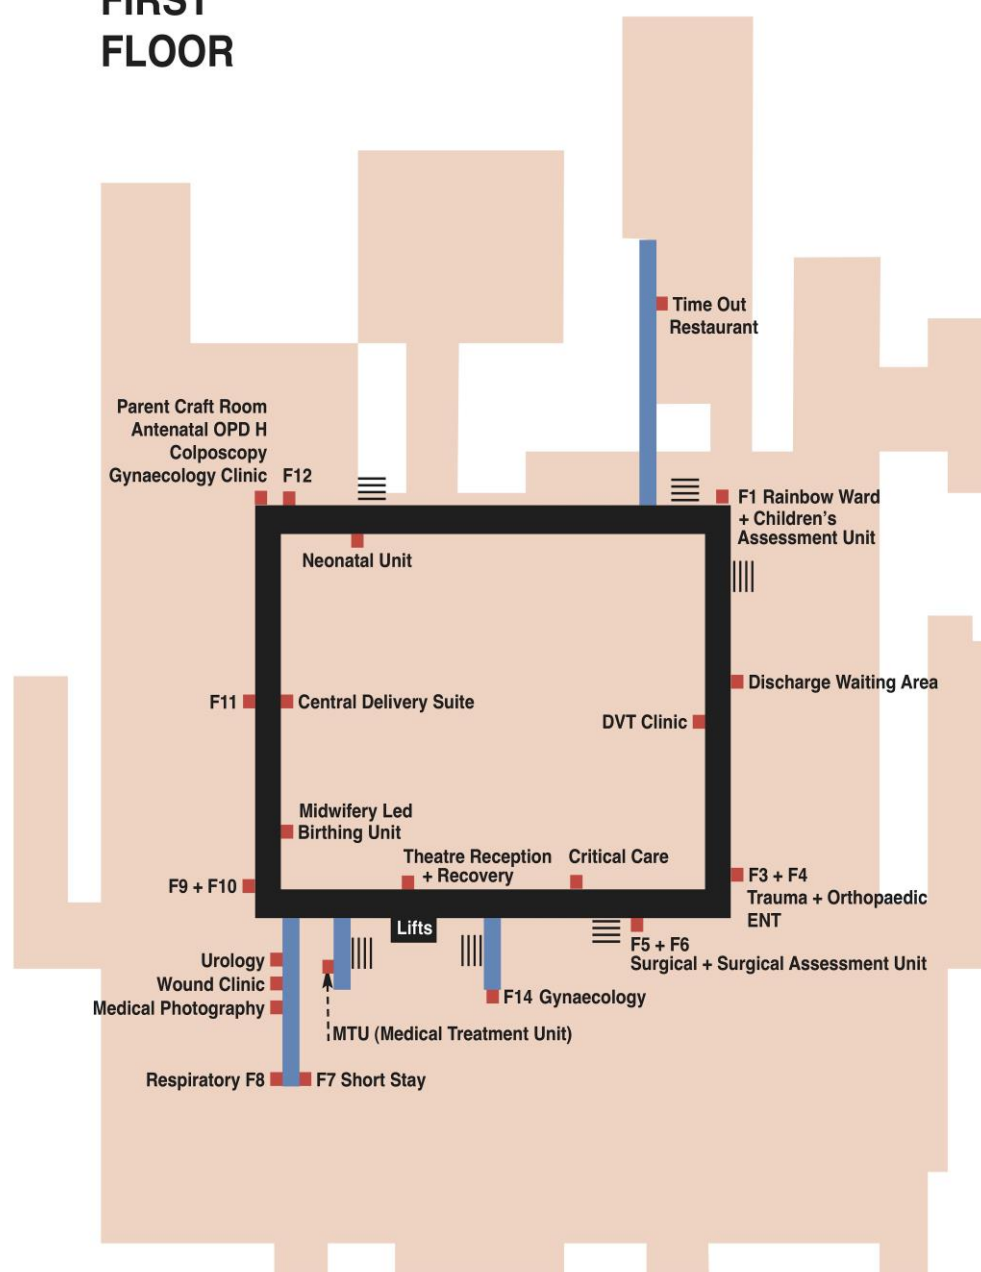 FIRST
FLOOR
Time Out
Restaurant
Parent Craft Room
Antenatal OPD H
Colposcopy
Gynaecology Clinic
F12
F1 Rainbow Ward
+ Children's
Assessment Unit
Neonatal Unit
F11
Central Delivery Suite
Discharge Waiting Area
DVT Clinic
Midwifery Led
Birthing Unit
Theatre Reception
+ Recovery
Critical Care
F9 + F10
F3 + F4
Trauma + Orthopaedic
ENT
Lifts
F5 + F6
Surgical + Surgical Assessment Unit
Urology
Wound Clinic
Medical Photography
F14 Gynaecology
MTU (Medical Treatment Unit)
Respiratory F8
F7 Short Stay